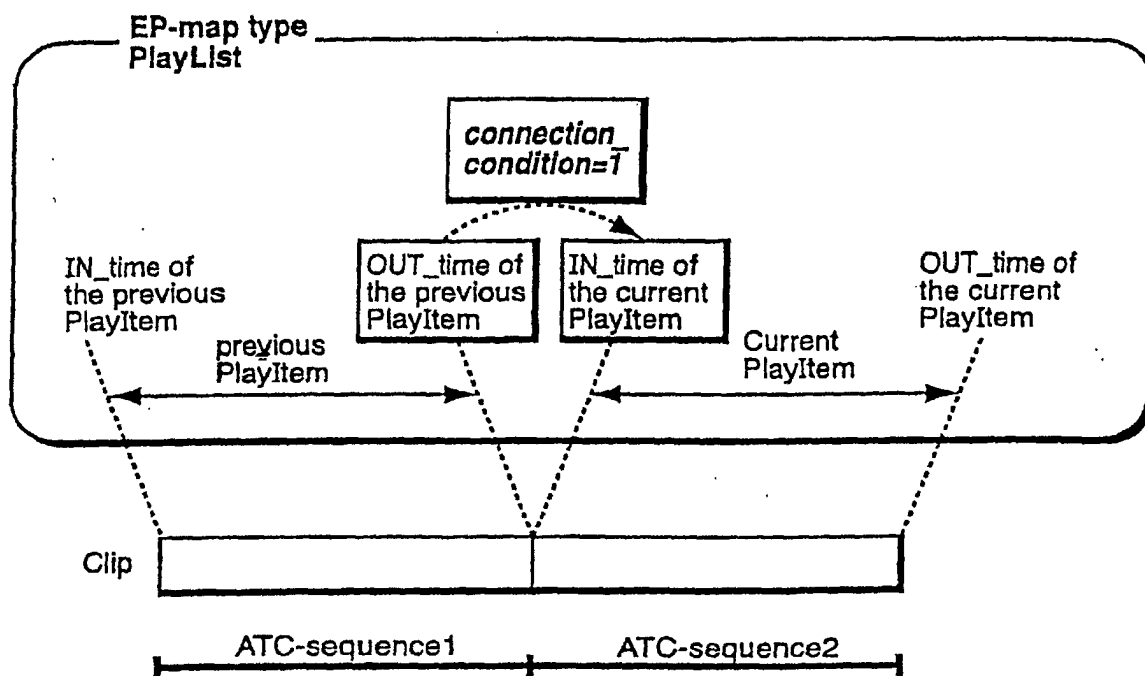 EP-map type
PlayList
connection_
condition=1
IN_time of
the previous
PlayItem
OUT_time of
the previous
PlayItem
IN_time of
the current
PlayItem
OUT_time of
the current
PlayItem
previous
PlayItem
Current
PlayItem
Clip
ATC-sequence1
ATC-sequence2